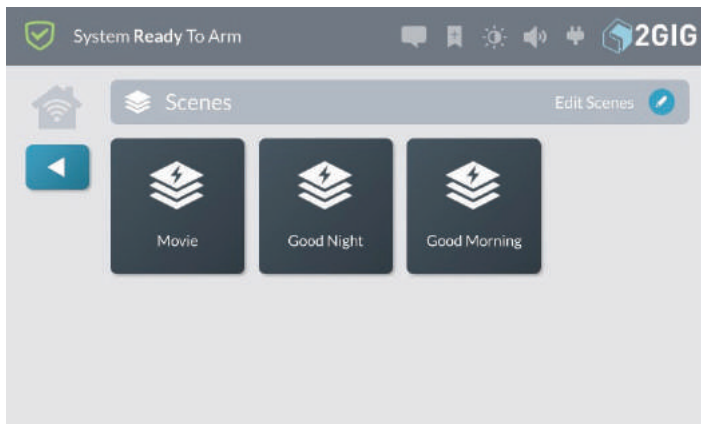 System Ready To Arm
2GIG
Scenes
Edit Scenes
Movie
Good Night
Good Morning